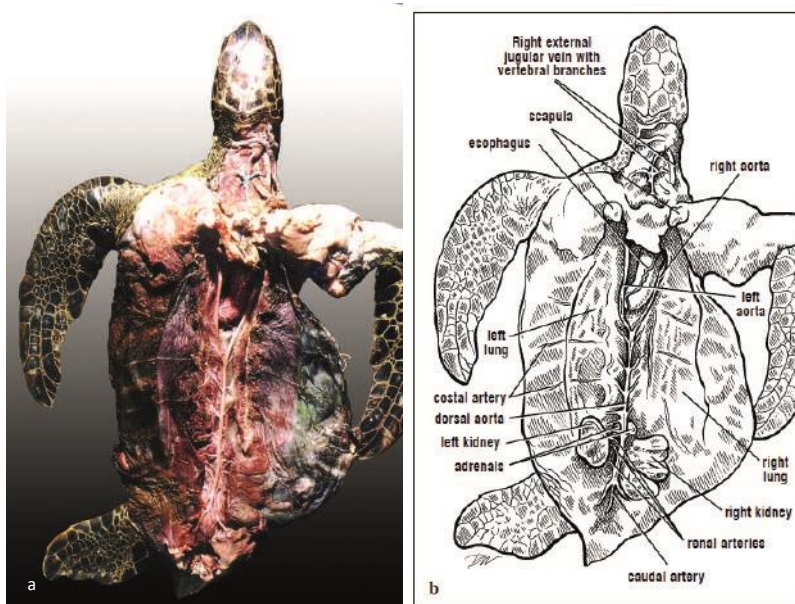 Right external
jugular vein with
vertebral branches
scapula
esophagus
right aorta
left
aorta
left
lung
costal artery
dorsal aorta
left kidney
adrenals
right
lung
right kidney
renal arteries
caudal artery
a
b